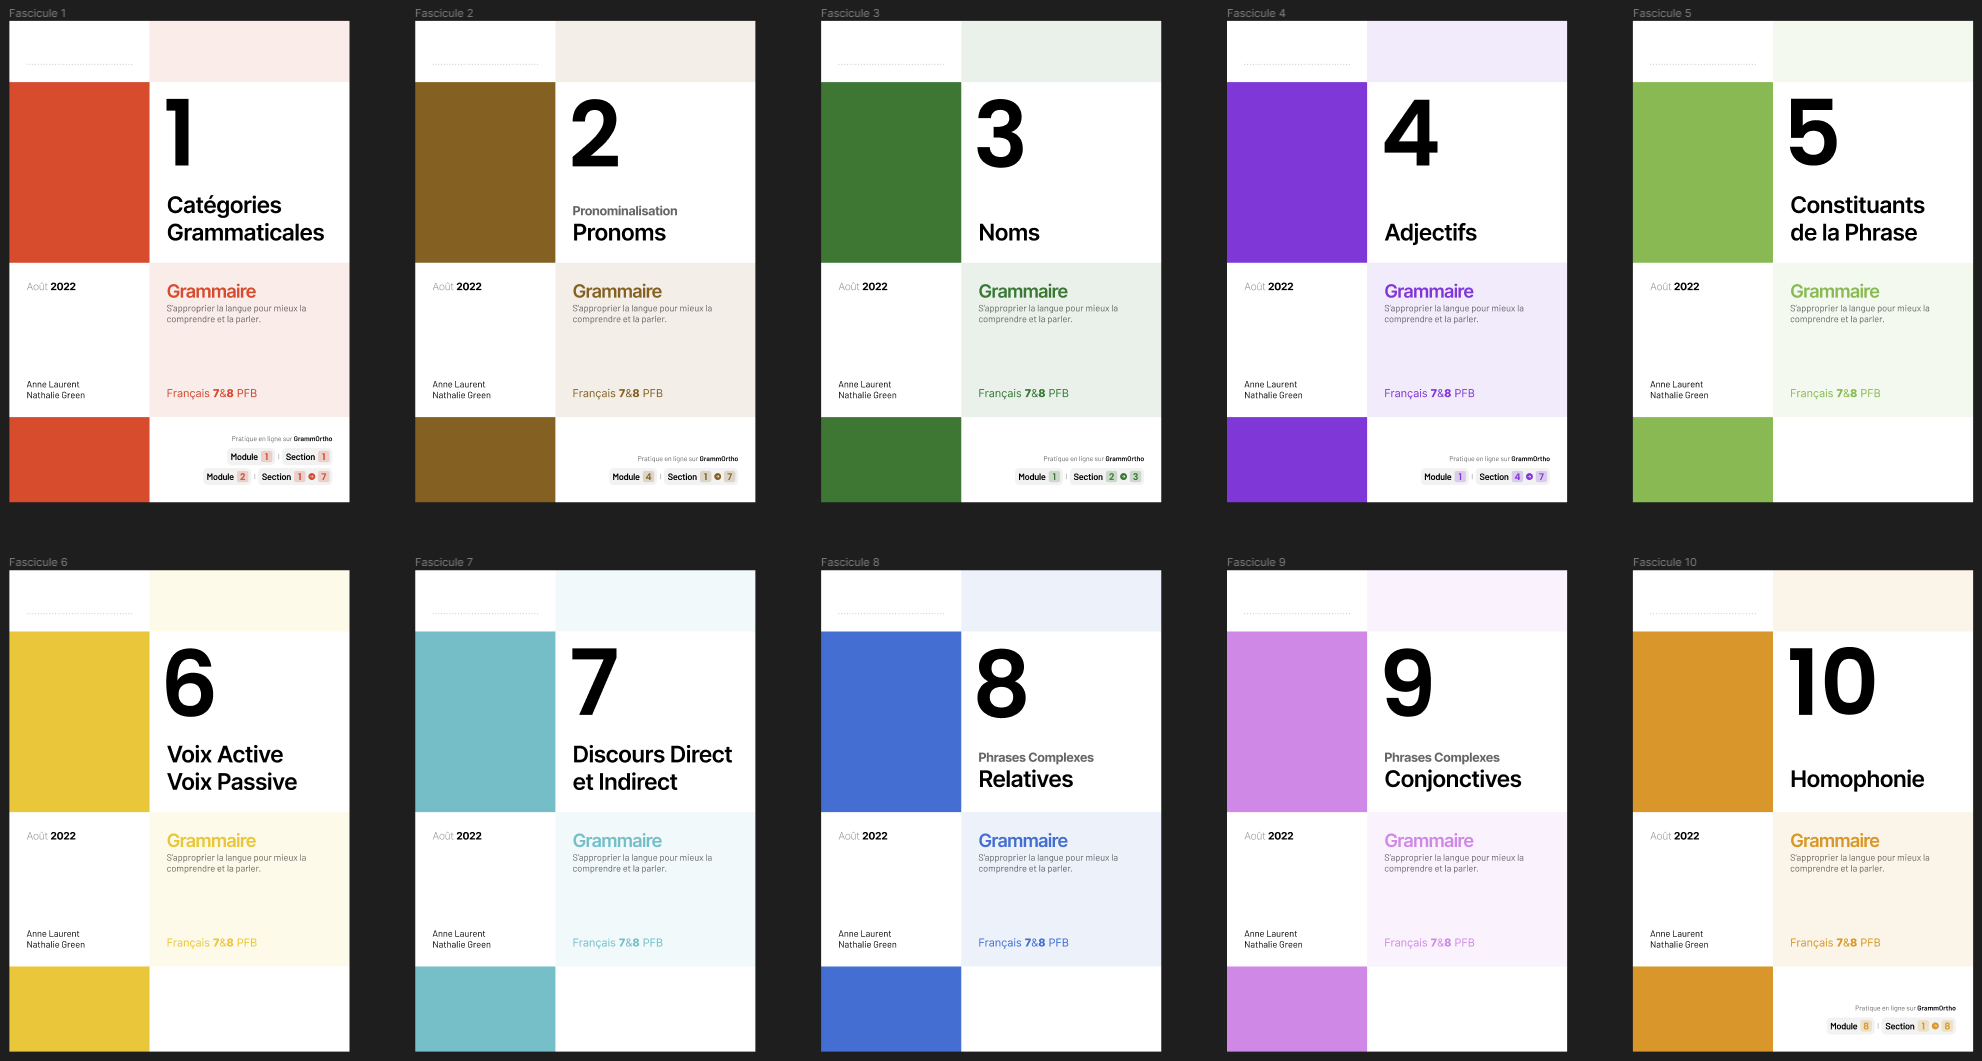 Fascicule 1
1
Catégories
Grammaticales
Août 2022
Grammaire
S'approprier la langue pour mieux la
comprendre et la parler.
Anne Laurent
Nathalie Green
Français 7&8 PFB
Pratique en ligne sur GrammOrtho
Module 1 | Section 1
Module 2 | Section 1 7
Fascicule 2
2
Pronominalisation
Pronoms
Août 2022
Grammaire
S'approprier la langue pour mieux la
comprendre et la parler.
Anne Laurent
Nathalie Green
Français 7&8 PFB
Pratique en ligne sur GrammOrtho
Module 4 | Section 1 7
Fascicule 3
3
Noms
Août 2022
Grammaire
S'approprier la langue pour mieux la
comprendre et la parler.
Anne Laurent
Nathalie Green
Français 7&8 PFB
Pratique en ligne sur GrammOrtho
Module 1 | Section 2 3
Fascicule 4
4
Adjectifs
Août 2022
Grammaire
S'approprier la langue pour mieux la
comprendre et la parler.
Anne Laurent
Nathalie Green
Français 7&8 PFB
Pratique en ligne sur GrammOrtho
Module 1 | Section 4 7
Fascicule 5
5
Constituants
de la Phrase
Août 2022
Grammaire
S'approprier la langue pour mieux la
comprendre et la parler.
Anne Laurent
Nathalie Green
Français 7&8 PFB
Fascicule 6
6
Voix Active
Voix Passive
Août 2022
Grammaire
S'approprier la langue pour mieux la
comprendre et la parler.
Anne Laurent
Nathalie Green
Français 7&8 PFB
Fascicule 7
7
Discours Direct
et Indirect
Août 2022
Grammaire
S'approprier la langue pour mieux la
comprendre et la parler.
Anne Laurent
Nathalie Green
Français 7&8 PFB
Fascicule 8
8
Phrases Complexes
Relatives
Août 2022
Grammaire
S'approprier la langue pour mieux la
comprendre et la parler.
Anne Laurent
Nathalie Green
Français 7&8 PFB
Fascicule 9
9
Phrases Complexes
Conjonctives
Août 2022
Grammaire
S'approprier la langue pour mieux la
comprendre et la parler.
Anne Laurent
Nathalie Green
Français 7&8 PFB
Fascicule 10
10
Homophonie
Août 2022
Grammaire
S'approprier la langue pour mieux la
comprendre et la parler.
Anne Laurent
Nathalie Green
Français 7&8 PFB
Pratique en ligne sur GrammOrtho
Module 8 | Section 1 8